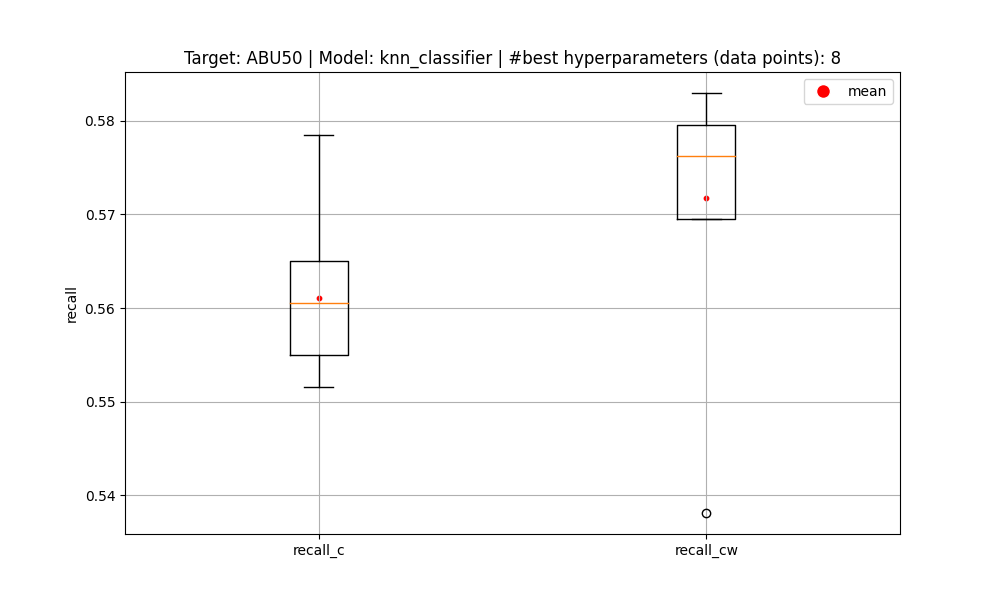 Target: ABU50 | Model: knn_classifier | #best hyperparameters (data points): 8
mean
0.58
0.57
0.56
0.55
0.54
recall
recall_c
recall_cw